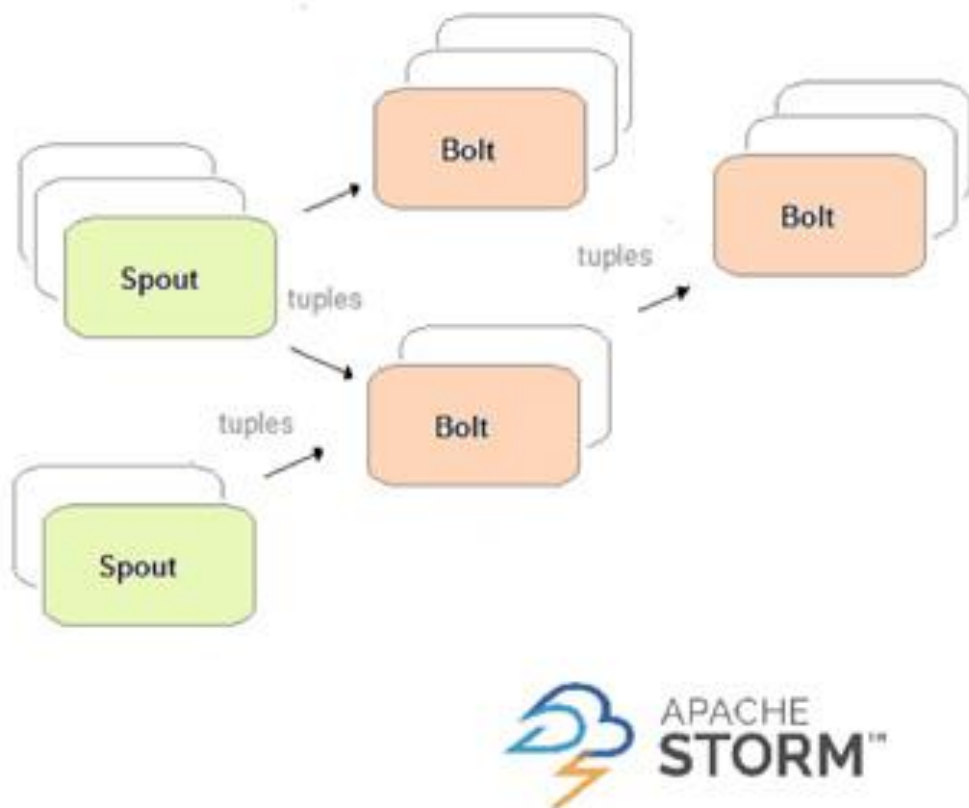 Bolt
Bolt
tuples
Spout
tuples
tuples
Bolt
Spout
APACHE
STORM™